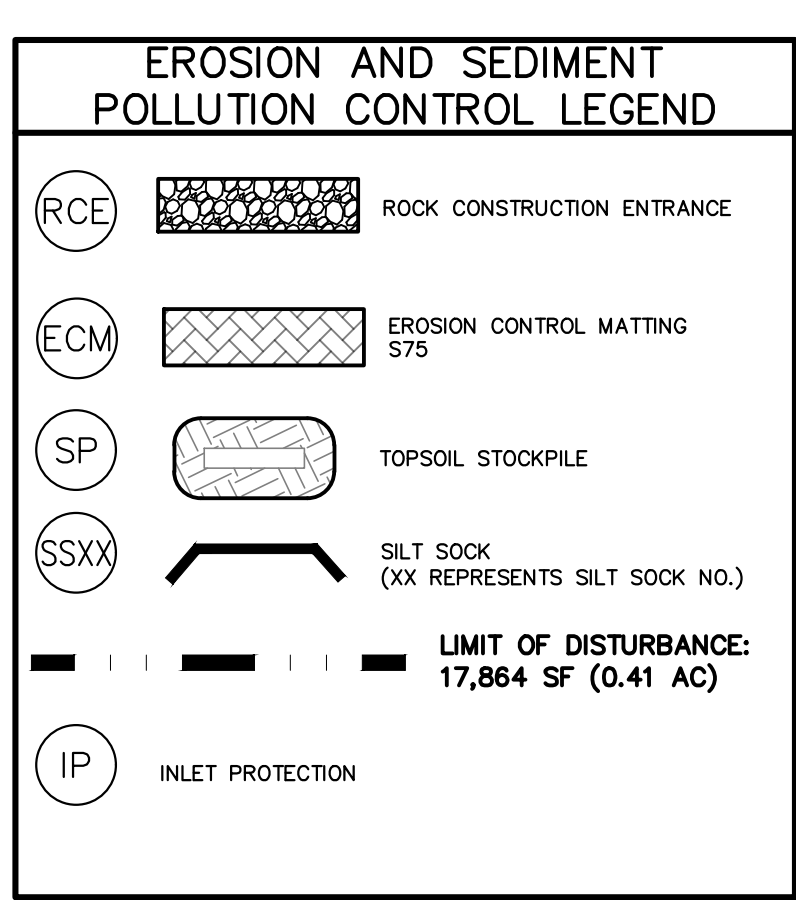 EROSION AND SEDIMENT
POLLUTION CONTROL LEGEND
RCE ROCK CONSTRUCTION ENTRANCE
ECM EROSION CONTROL MATTING
S75
SP TOPSOIL STOCKPILE
SSXX SILT SOCK
(XX REPRESENTS SILT SOCK NO.)
LIMIT OF DISTURBANCE:
17,864 SF (0.41 AC)
IP INLET PROTECTION